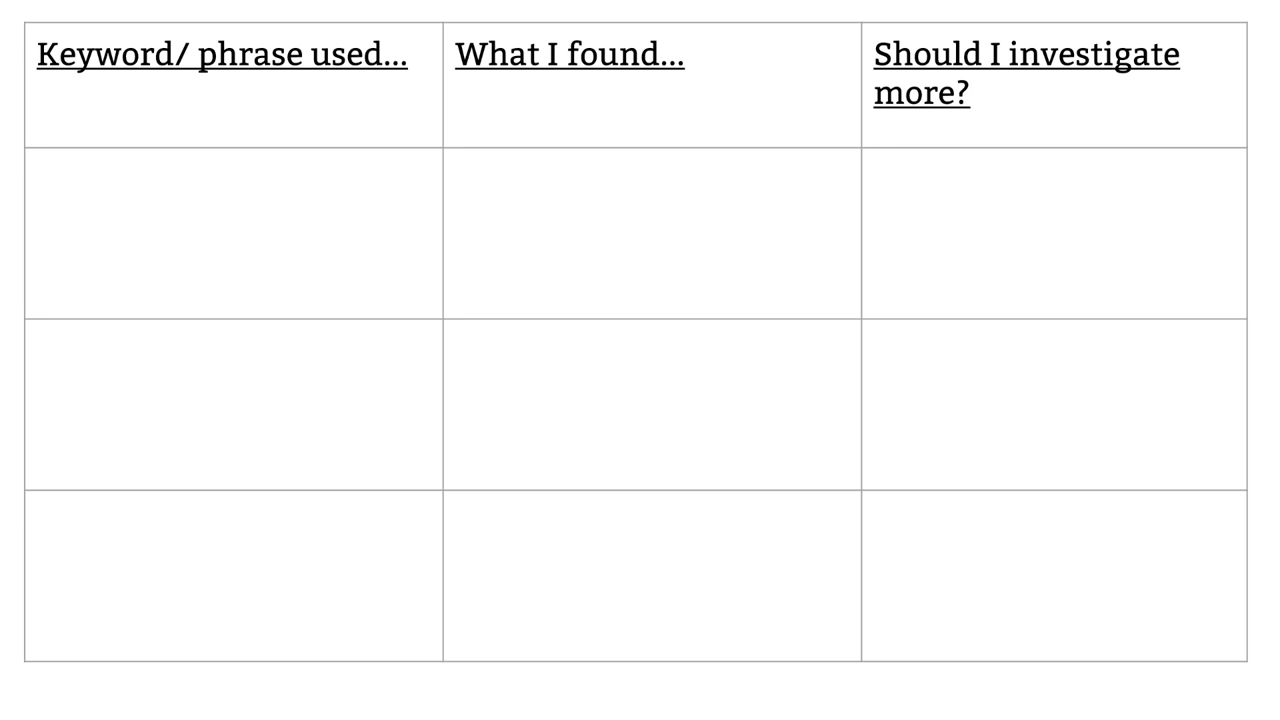 Keyword/ phrase used...
What I found...
Should I investigate
more?